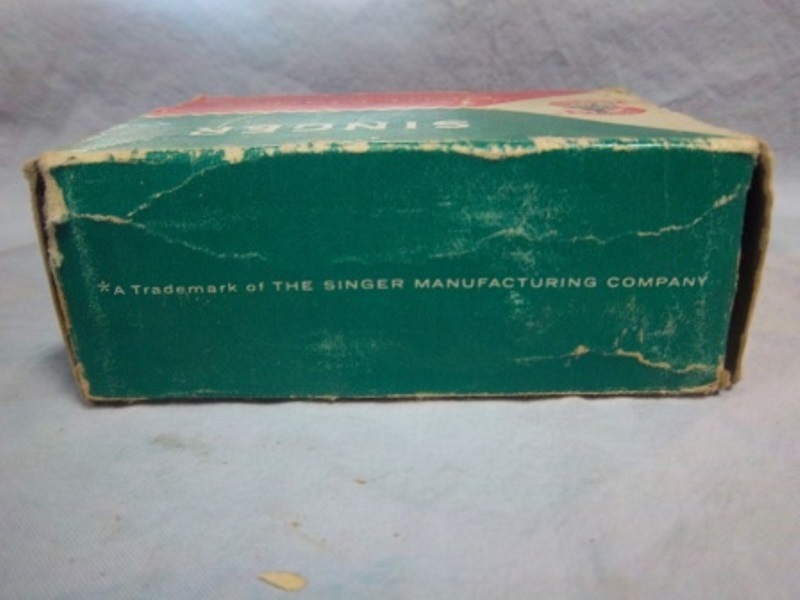 SINGER
*A Trademark of THE SINGER MANUFACTURING COMPANY